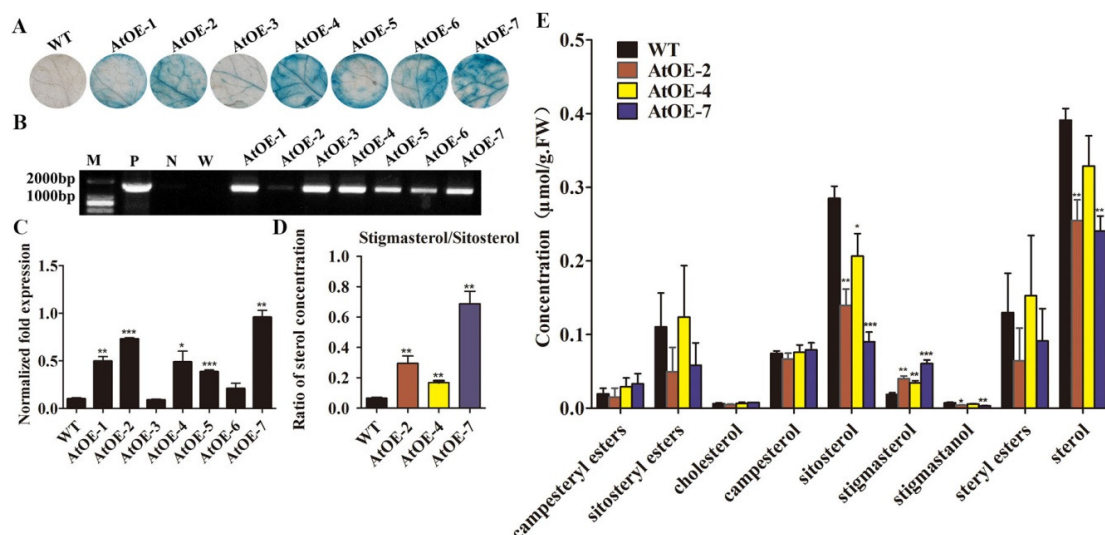 A
WT AtOE-1 AtOE-2 AtOE-3 AtOE-4 AtOE-5 AtOE-6 AtOE-7
B
M P N W AtOE-1 AtOE-2 AtOE-3 AtOE-4 AtOE-5 AtOE-6 AtOE-7
2000bp
1000bp
C
Normalized fold expression
1.5
1.0
0.5
0.0
** *** * *** **
WT AtOE-1 AtOE-2 AtOE-3 AtOE-4 AtOE-5 AtOE-6 AtOE-7
D
Stigmasterol/Sitosterol
Ratio of sterol concentration
1.0
0.8
0.6
0.4
0.2
0.0
** ** **
WT AtOE-2 AtOE-4 AtOE-7
E
WT
AtOE-2
AtOE-4
AtOE-7
Concentration (μmol/g.FW)
0.5
0.4
0.3
0.2
0.1
0.0
** * *** ** ** *** * ** ** **
campesteryl esters
sitosteryl esters
cholesterol
campesterol
sitosterol
stigmasterol
stigmastanol
steryl esters
sterol